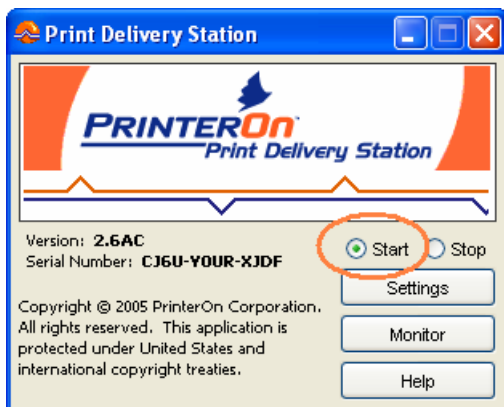 Print Delivery Station
PRINTERON
Print Delivery Station
Version: 2.6AC
Serial Number: CJ6U-YOUR-XJDF
Start
Stop
Copyright © 2005 PrinterOn Corporation.
All rights reserved. This application is
protected under United States and
international copyright treaties.
Settings
Monitor
Help